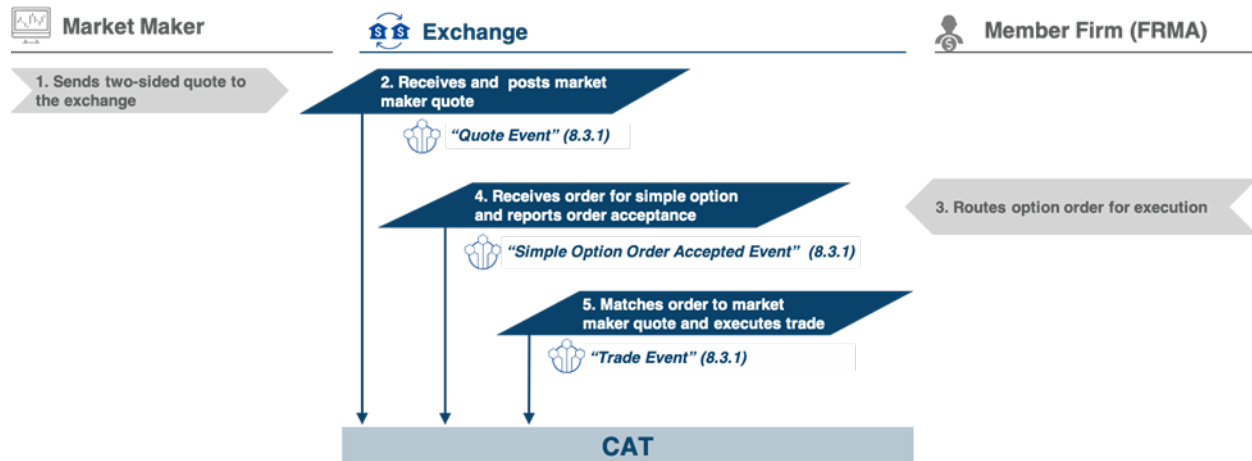 Market Maker
Exchange
Member Firm (FRMA)
1. Sends two-sided quote to
the exchange
2. Receives and posts market
maker quote
“Quote Event” (8.3.1)
4. Receives order for simple option
and reports order acceptance
3. Routes option order for execution
“Simple Option Order Accepted Event” (8.3.1)
5. Matches order to market
maker quote and executes trade
“Trade Event” (8.3.1)
CAT